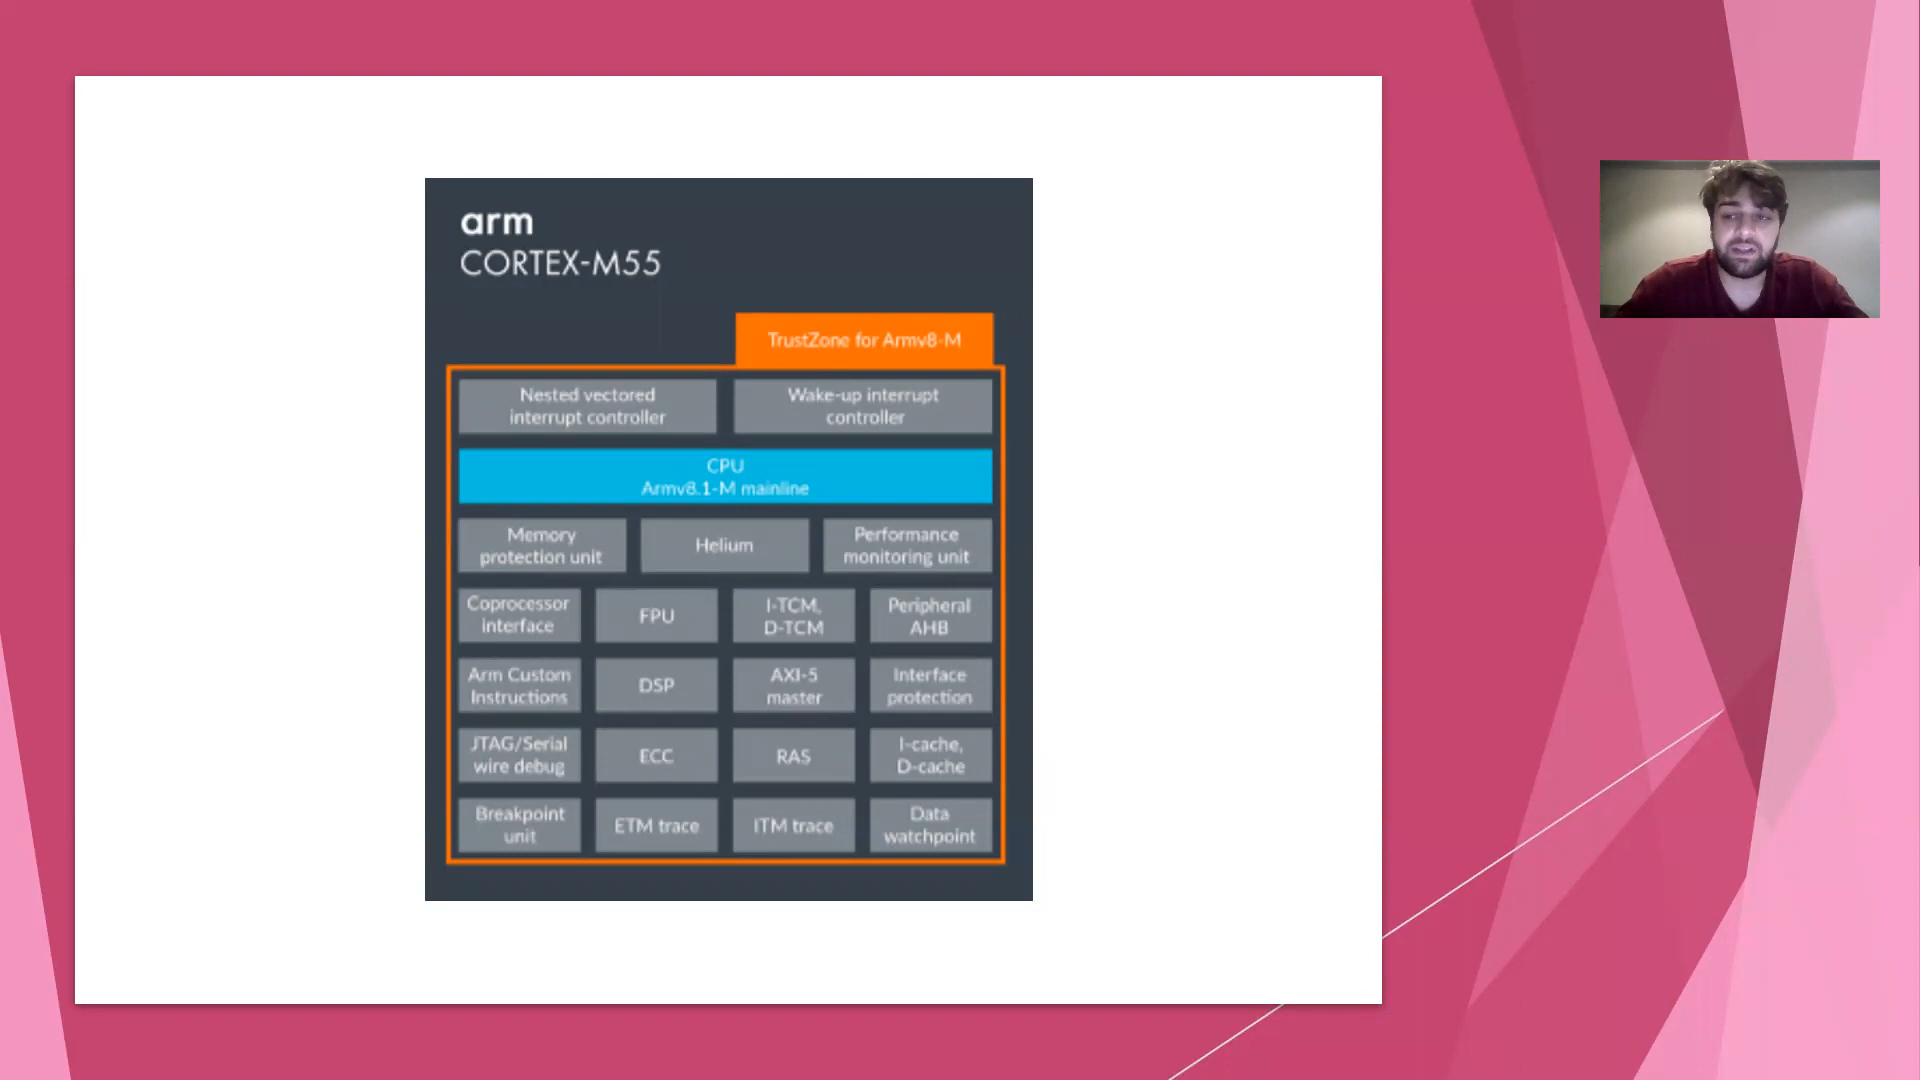 arm
CORTEX-M55
TrustZone for Armv8-M
Nested vectored
interrupt controller
Wake-up interrupt
controller
CPU
Armv8.1-M mainline
Memory
protection unit
Helium
Performance
monitoring unit
Coprocessor
interface
FPU
I-TCM,
D-TCM
Peripheral
AHB
Arm Custom
Instructions
DSP
AXI-5
master
Interface
protection
JTAG/Serial
wire debug
ECC
RAS
I-cache,
D-cache
Breakpoint
unit
ETM trace
ITM trace
Data
watchpoint